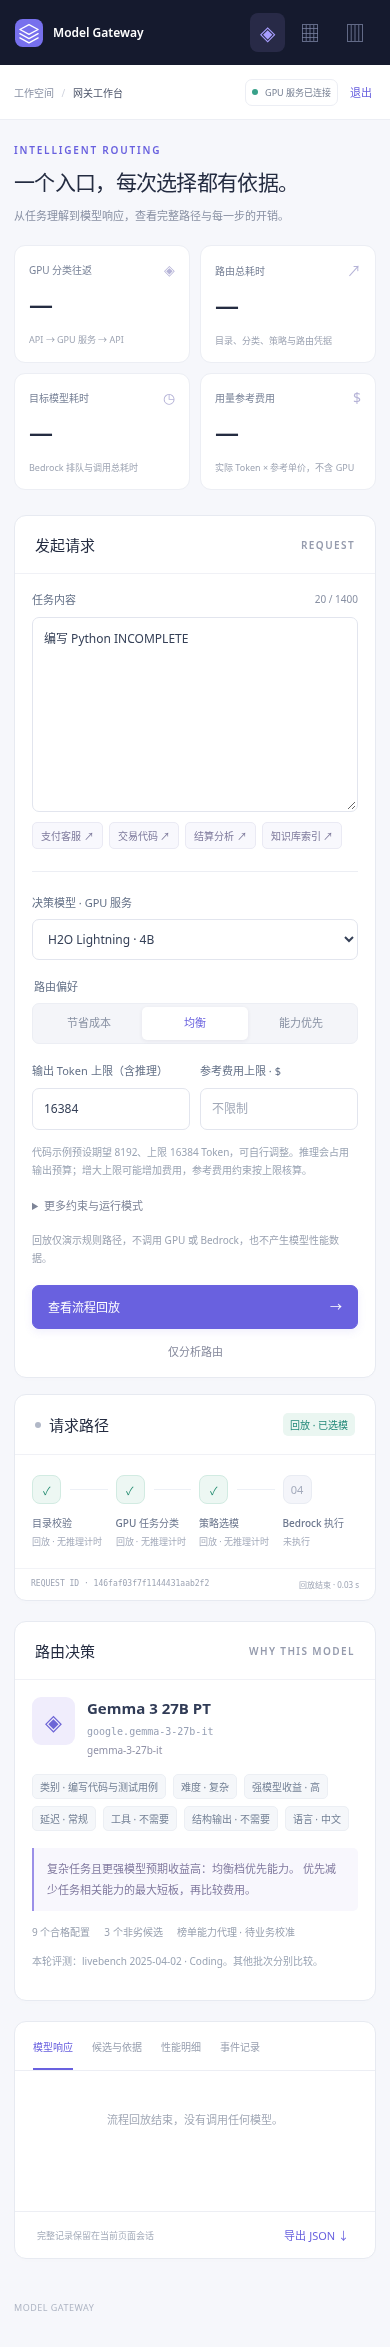 Model Gateway
工作空间 / 网关工作台
GPU 服务已连接
退出
INTELLIGENT ROUTING
一个入口，每次选择都有依据。
从任务理解到模型响应，查看完整路径与每一步的开销。
GPU 分类往返
—
API → GPU 服务 → API
路由总耗时
—
目录、分类、策略与路由凭据
目标模型耗时
—
Bedrock 排队与调用总耗时
用量参考费用 $
—
实际 Token × 参考单价，不含 GPU
发起请求 REQUEST
任务内容 20 / 1400
编写 Python INCOMPLETE
支付客服 ↗ 交易代码 ↗ 结算分析 ↗ 知识库索引 ↗
决策模型 · GPU 服务
H2O Lightning · 4B
路由偏好
节省成本 均衡 能力优先
输出 Token 上限（含推理） 参考费用上限 · $
16384 不限制
代码示例预设期望 8192、上限 16384 Token，可自行调整。推理会占用
输出预算；增大上限可能增加费用，参考费用约束按上限核算。
▶ 更多约束与运行模式
回放仅演示规则路径，不调用 GPU 或 Bedrock，也不产生模型性能数
据。
查看流程回放 →
仅分析路由
请求路径 回放 · 已选模
✓ ✓ ✓ 04
目录校验 GPU 任务分类 策略选模 Bedrock 执行
回放 · 无推理计时 回放 · 无推理计时 回放 · 无推理计时 未执行
REQUEST ID · 146faf03f7f1144431aab2f2 回放结束 · 0.03 s
路由决策 WHY THIS MODEL
Gemma 3 27B PT
google.gemma-3-27b-it
gemma-3-27b-it
类别 · 编写代码与测试用例 难度 · 复杂 强模型收益 · 高
延迟 · 常规 工具 · 不需要 结构输出 · 不需要 语言 · 中文
复杂任务且更强模型预期收益高：均衡档优先能力。 优先减
少任务相关能力的最大短板，再比较费用。
9 个合格配置 3 个非劣候选 榜单能力代理 · 待业务校准
本轮评测：livebench 2025-04-02 · Coding。其他批次分别比较。
模型响应 候选与依据 性能明细 事件记录
流程回放结束，没有调用任何模型。
完整记录保留在当前页面会话 导出 JSON ↓
MODEL GATEWAY